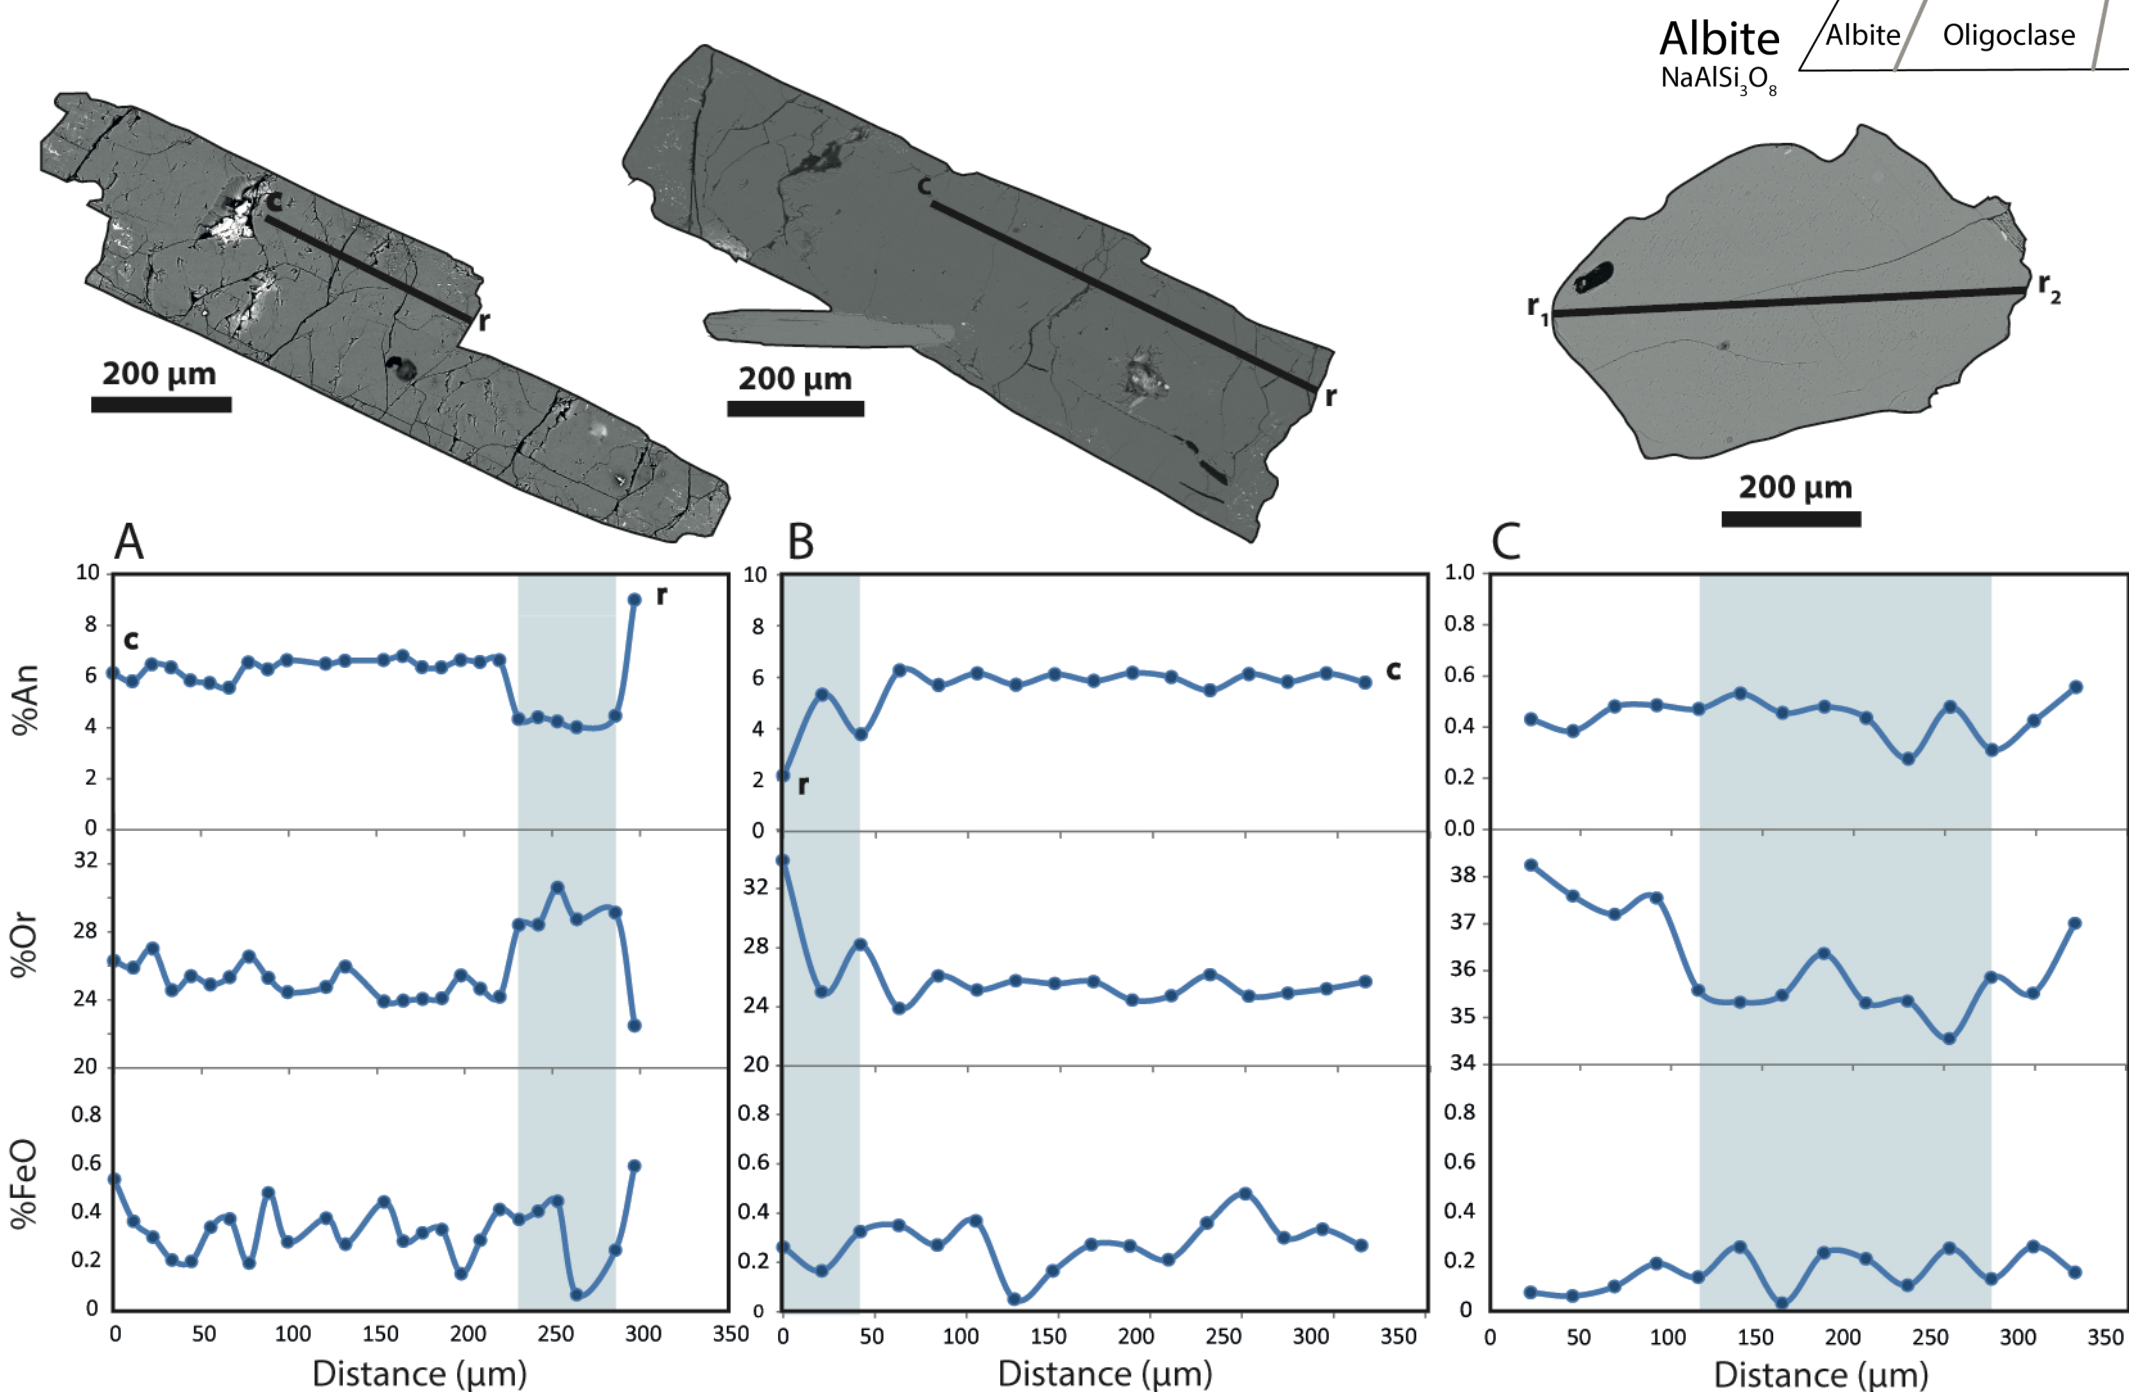 Albite
NaAlSi₃O₈
Albite
Oligoclase
c
r
200 µm
c
r
200 µm
r₁
r₂
200 µm
A
B
C
%An
10
8
6
4
2
0
c
r
10
8
6
4
2
0
r
c
1.0
0.8
0.6
0.4
0.2
0.0
%Or
32
28
24
20
32
28
24
20
38
37
36
35
34
%FeO
0.8
0.6
0.4
0.2
0
0.8
0.6
0.4
0.2
0
0.8
0.6
0.4
0.2
0
0 50 100 150 200 250 300 350
0 50 100 150 200 250 300 350
0 50 100 150 200 250 300 350
Distance (µm)
Distance (µm)
Distance (µm)